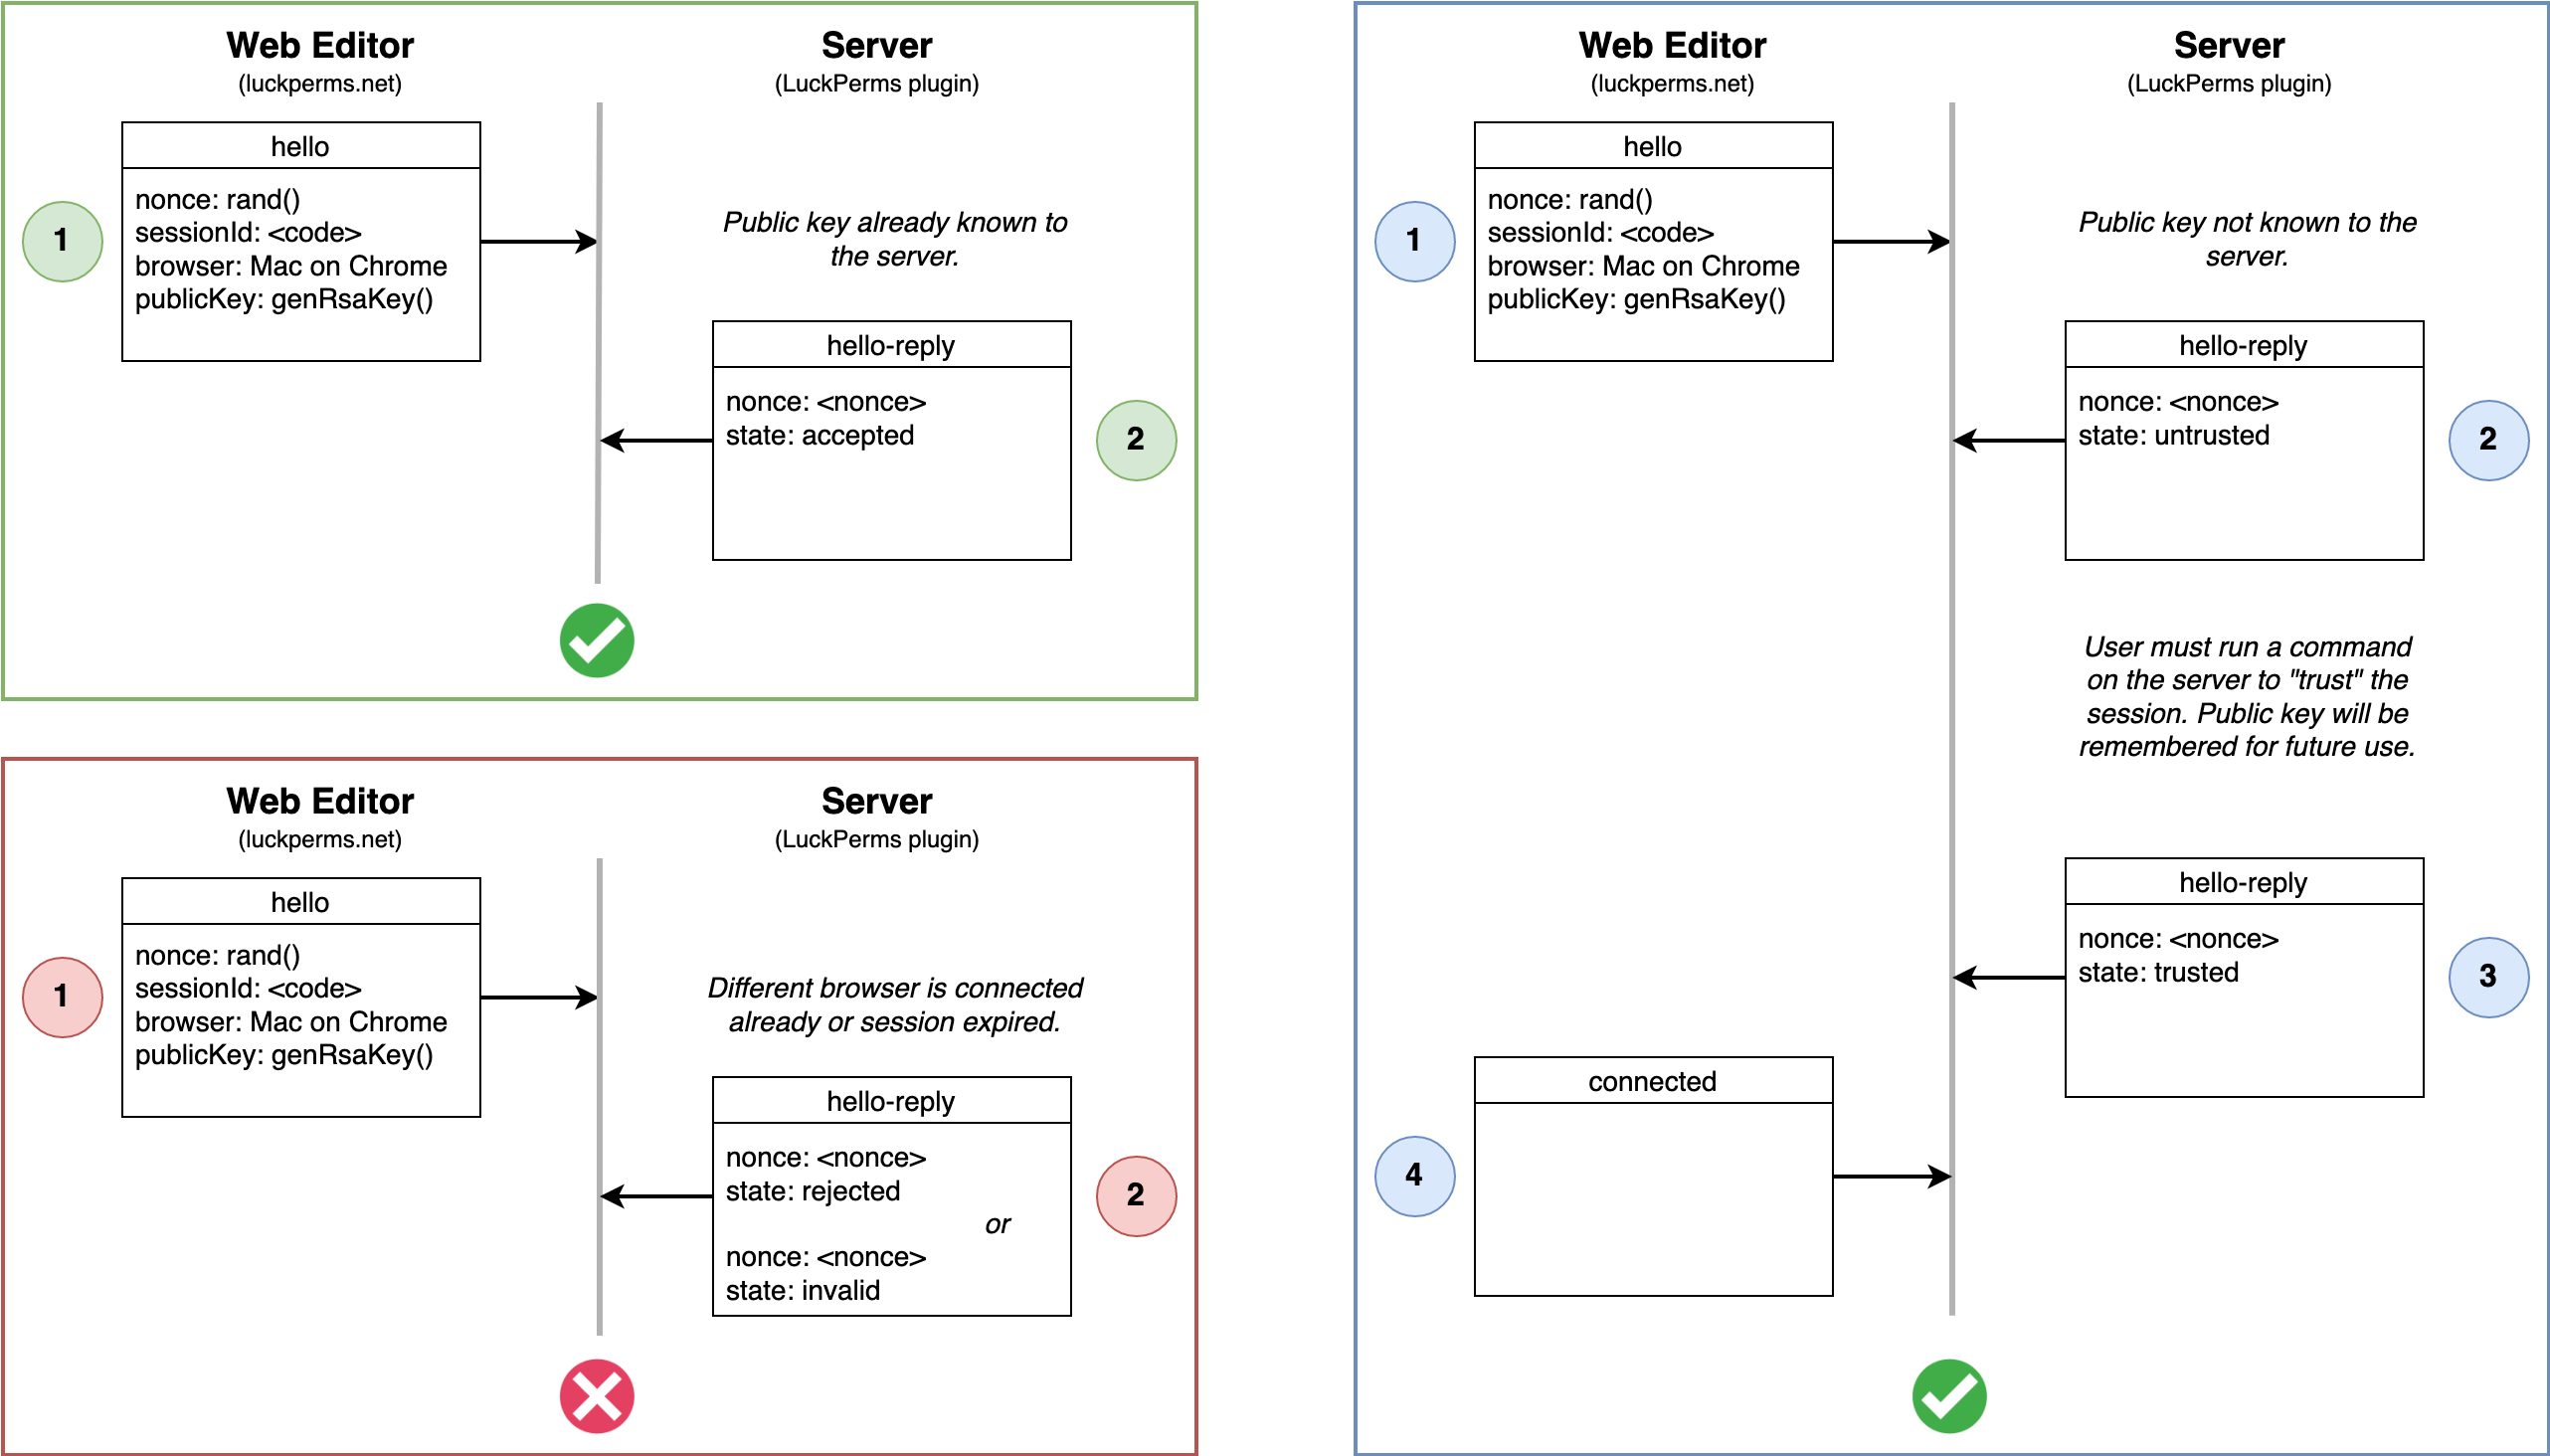 Web Editor
(luckperms.net)
Server
(LuckPerms plugin)
hello
nonce: rand()
sessionId: <code>
browser: Mac on Chrome
publicKey: genRsaKey()
1
Public key already known to
the server.
hello-reply
nonce: <nonce>
state: accepted
2
Web Editor
(luckperms.net)
Server
(LuckPerms plugin)
hello
nonce: rand()
sessionId: <code>
browser: Mac on Chrome
publicKey: genRsaKey()
1
Different browser is connected
already or session expired.
hello-reply
nonce: <nonce>
state: rejected
or
nonce: <nonce>
state: invalid
2
Web Editor
(luckperms.net)
Server
(LuckPerms plugin)
hello
nonce: rand()
sessionId: <code>
browser: Mac on Chrome
publicKey: genRsaKey()
1
Public key not known to the
server.
hello-reply
nonce: <nonce>
state: untrusted
2
User must run a command
on the server to "trust" the
session. Public key will be
remembered for future use.
hello-reply
nonce: <nonce>
state: trusted
3
connected
4